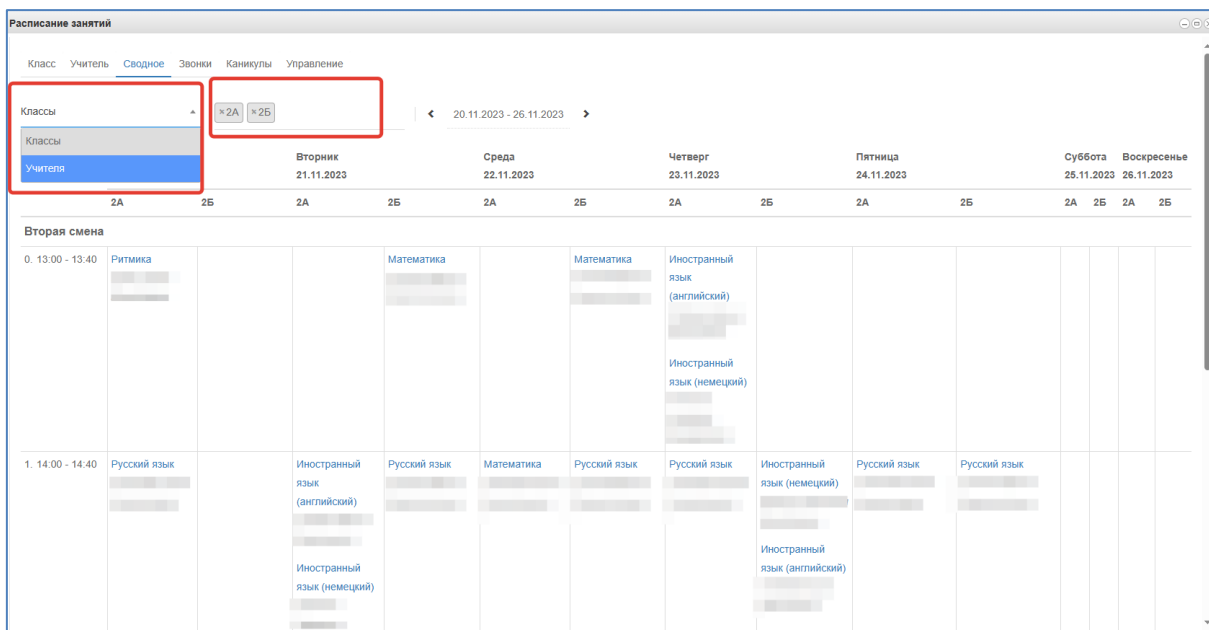 Расписание занятий
Класс Учитель Сводное Звонки Каникулы Управление
Классы ×2А ×2Б 20.11.2023 - 26.11.2023
Классы
Учителя
Вторник Среда Четверг Пятница Суббота Воскресенье
21.11.2023 22.11.2023 23.11.2023 24.11.2023 25.11.2023 26.11.2023
2А 2Б 2А 2Б 2А 2Б 2А 2Б 2А 2Б 2А 2Б 2А 2Б
Вторая смена
0. 13:00 - 13:40 Ритмика Математика Математика Иностранный
язык
(английский)
Иностранный
язык (немецкий)
1. 14:00 - 14:40 Русский язык Иностранный Русский язык Математика Русский язык Русский язык Иностранный Русский язык Русский язык
язык язык (немецкий)
(английский)
Иностранный
язык (английский)
Иностранный
язык (немецкий)